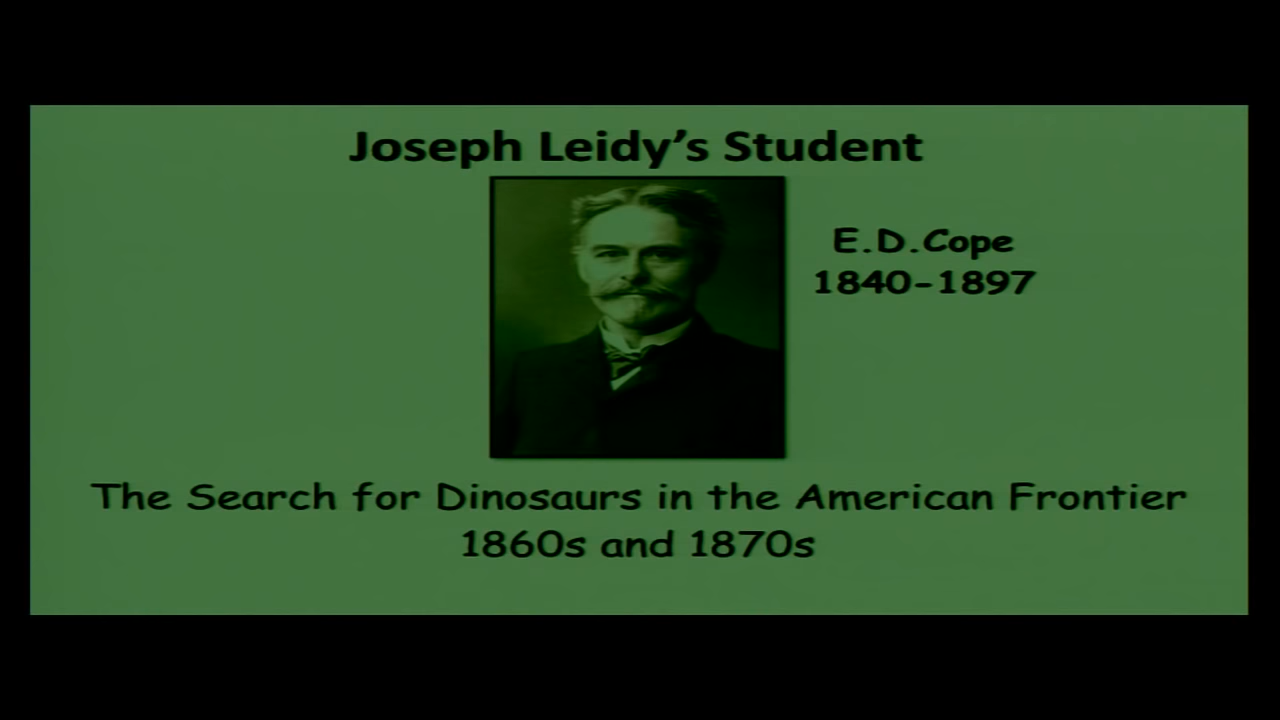 Joseph Leidy’s Student
E.D.Cope
1840-1897
The Search for Dinosaurs in the American Frontier
1860s and 1870s